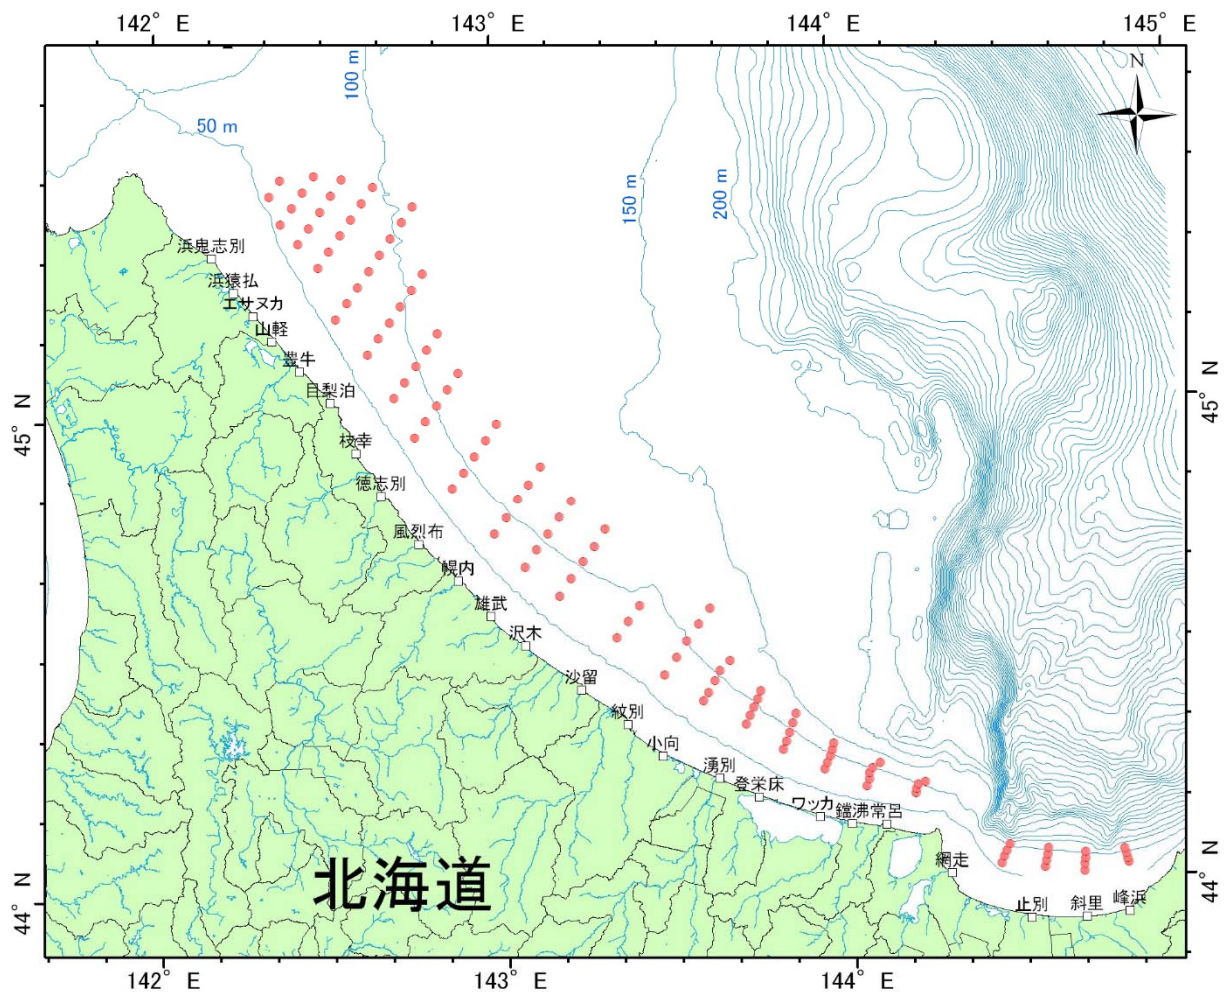 142° E
143° E
144° E
145° E
N
100 m
50 m
150 m
200 m
浜鬼志別
浜猿払
エサヌカ
山軽
豊牛
目梨泊
45° N
45° N
枝幸
徳志別
風烈布
幌内
雄武
沢木
沙留
紋別
小向
湧別
登栄床
ワッカ
鐺沸
常呂
網走
北海道
44° N
44° N
止別
斜里
峰浜
142° E
143° E
144° E